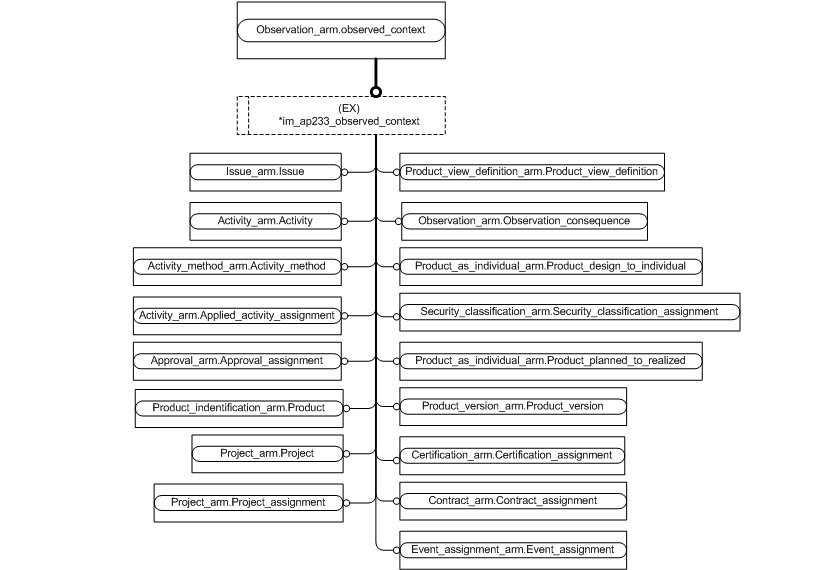 Observation_arm.observed_context
(EX)
*im_ap233_observed_context
Issue_arm.Issue
Product_view_definition_arm.Product_view_definition
Activity_arm.Activity
Observation_arm.Observation_consequence
Activity_method_arm.Activity_method
Product_as_individual_arm.Product_design_to_individual
Activity_arm.Applied_activity_assignment
Security_classification_arm.Security_classification_assignment
Approval_arm.Approval_assignment
Product_as_individual_arm.Product_planned_to_realized
Product_indentification_arm.Product
Product_version_arm.Product_version
Project_arm.Project
Certification_arm.Certification_assignment
Project_arm.Project_assignment
Contract_arm.Contract_assignment
Event_assignment_arm.Event_assignment